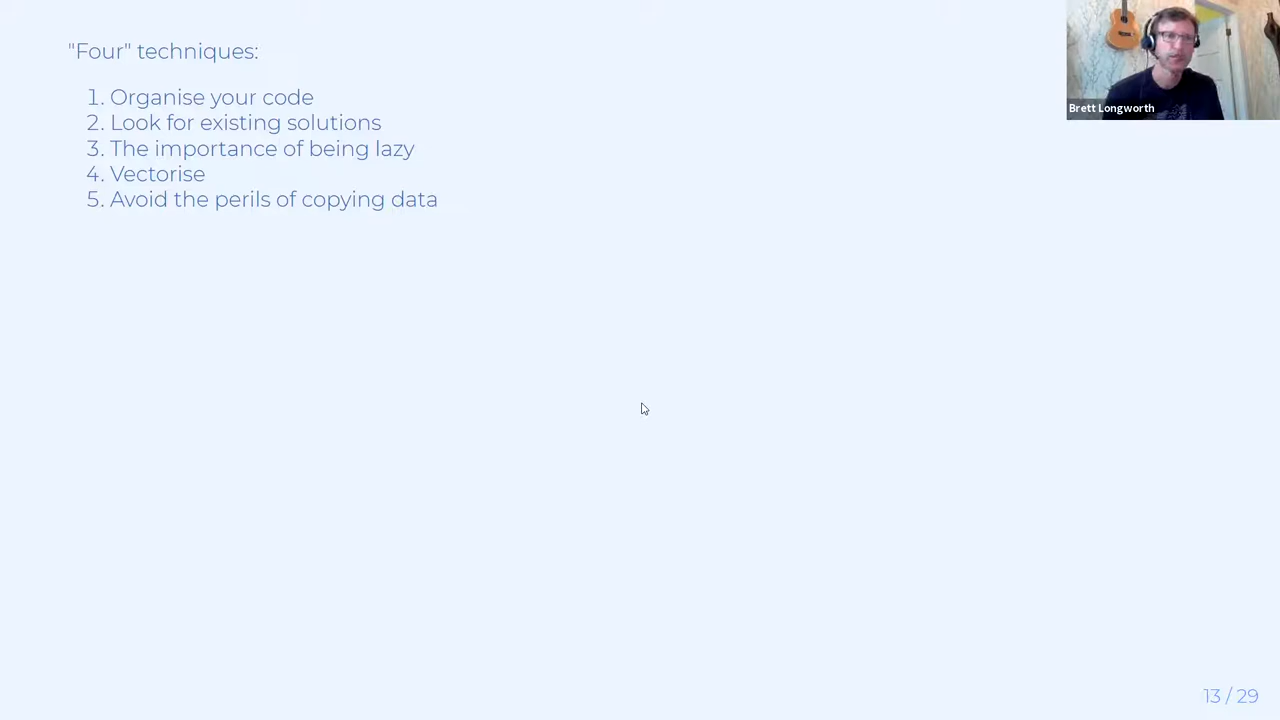 "Four" techniques:
1. Organise your code
2. Look for existing solutions
3. The importance of being lazy
4. Vectorise
5. Avoid the perils of copying data
Brett Longworth
13 / 29